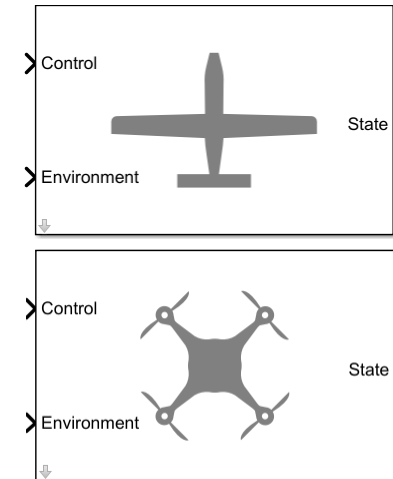 Control
State
Environment
Control
State
Environment